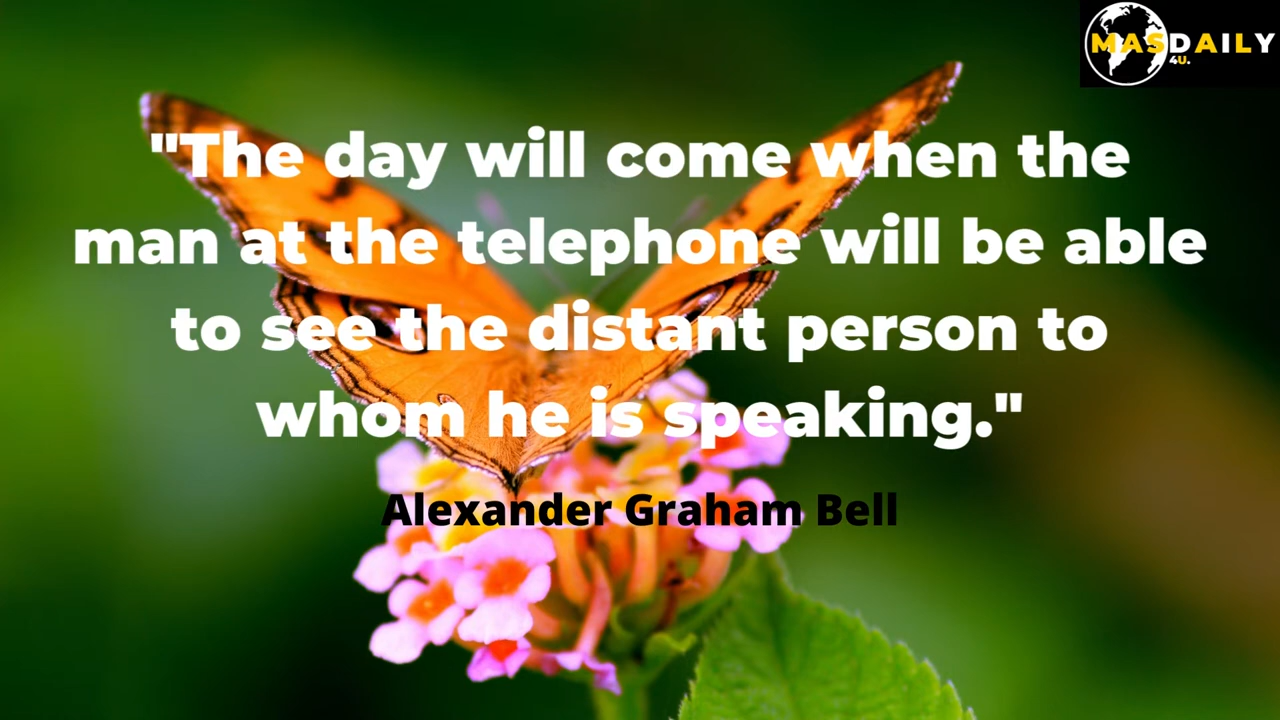 MASDAILY
4U.
"The day will come when the
man at the telephone will be able
to see the distant person to
whom he is speaking."
Alexander Graham Bell